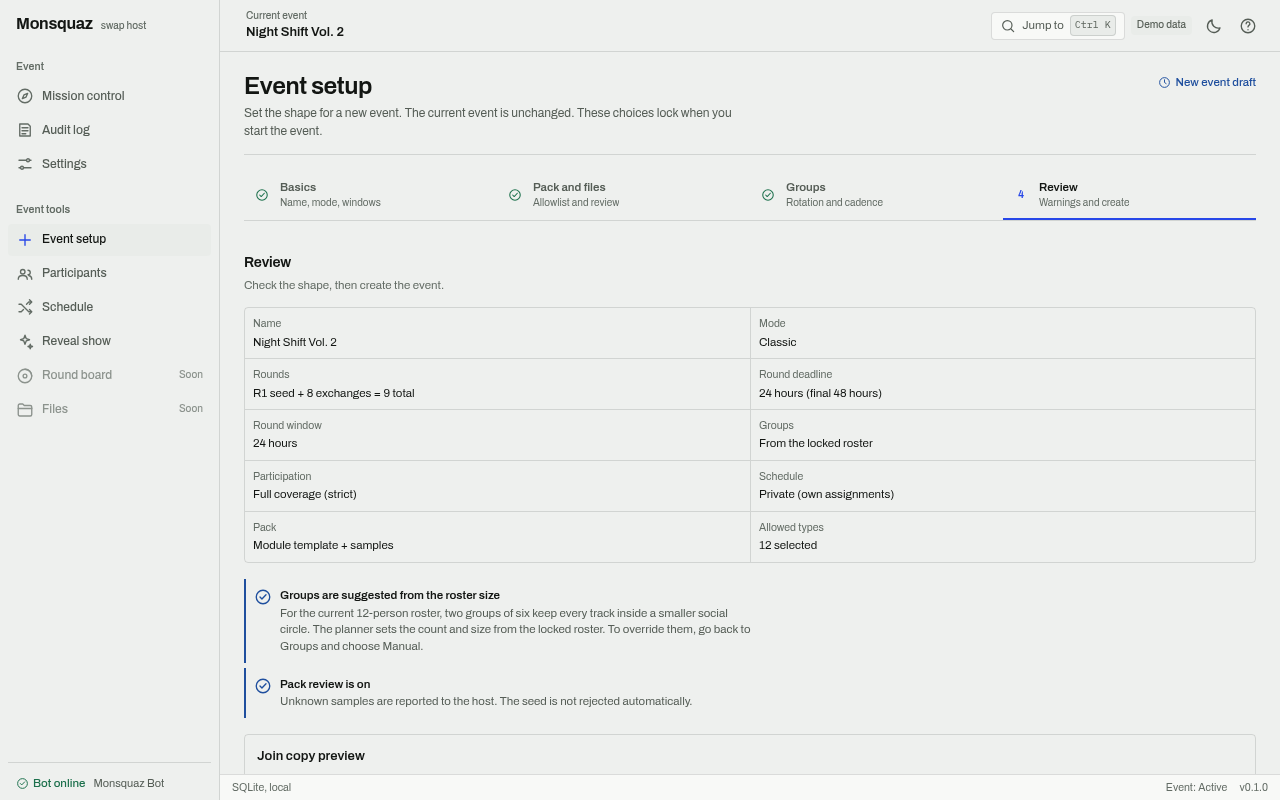 Monsquaz swap host
Event
Mission control
Audit log
Settings
Event tools
Event setup
Participants
Schedule
Reveal show
Round board Soon
Files Soon
Bot online Monsquaz Bot
Current event
Night Shift Vol. 2
Jump to Ctrl K
Demo data
Event setup
New event draft
Set the shape for a new event. The current event is unchanged. These choices lock when you
start the event.
Basics
Name, mode, windows
Pack and files
Allowlist and review
Groups
Rotation and cadence
4 Review
Warnings and create
Review
Check the shape, then create the event.
Name
Night Shift Vol. 2
Mode
Classic
Rounds
R1 seed + 8 exchanges = 9 total
Round deadline
24 hours (final 48 hours)
Round window
24 hours
Groups
From the locked roster
Participation
Full coverage (strict)
Schedule
Private (own assignments)
Pack
Module template + samples
Allowed types
12 selected
Groups are suggested from the roster size
For the current 12-person roster, two groups of six keep every track inside a smaller social
circle. The planner sets the count and size from the locked roster. To override them, go back to
Groups and choose Manual.
Pack review is on
Unknown samples are reported to the host. The seed is not rejected automatically.
Join copy preview
SQLite, local
Event: Active v0.1.0